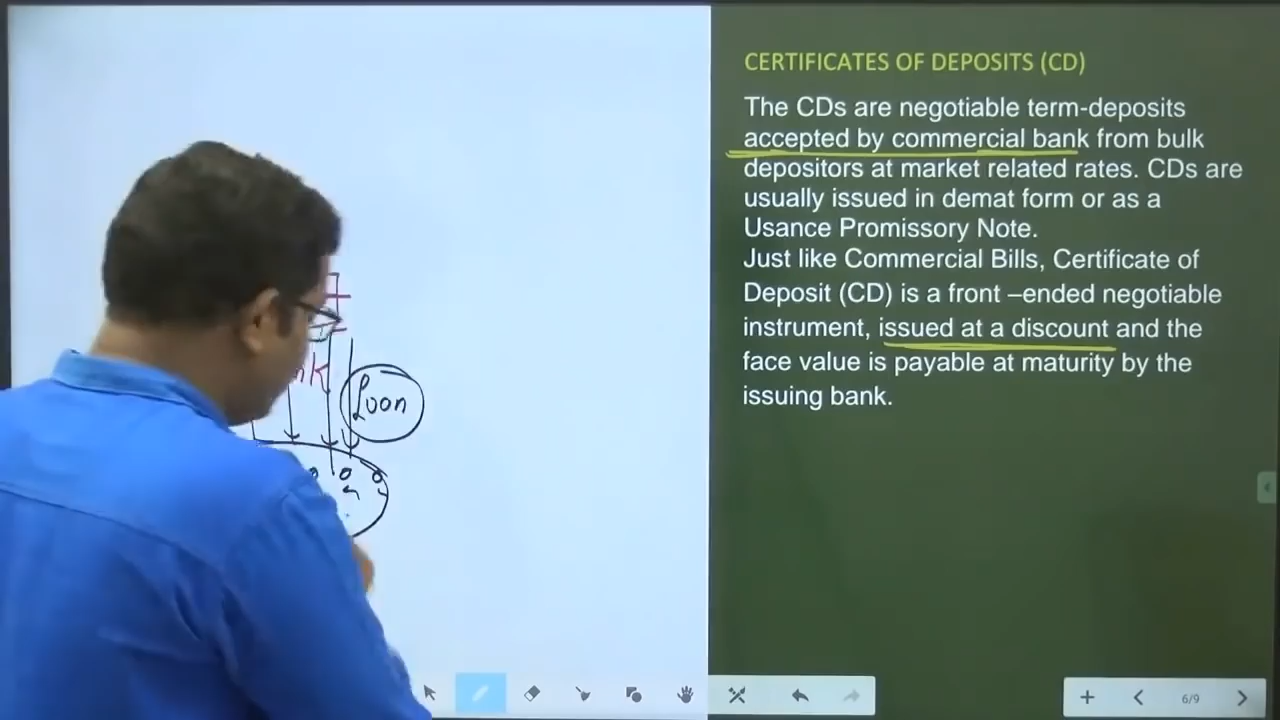 CERTIFICATES OF DEPOSITS (CD)
The CDs are negotiable term-deposits
accepted by commercial bank from bulk
depositors at market related rates. CDs are
usually issued in demat form or as a
Usance Promissory Note.
Just like Commercial Bills, Certificate of
Deposit (CD) is a front –ended negotiable
instrument, issued at a discount and the
face value is payable at maturity by the
issuing bank.
Loan
6/9